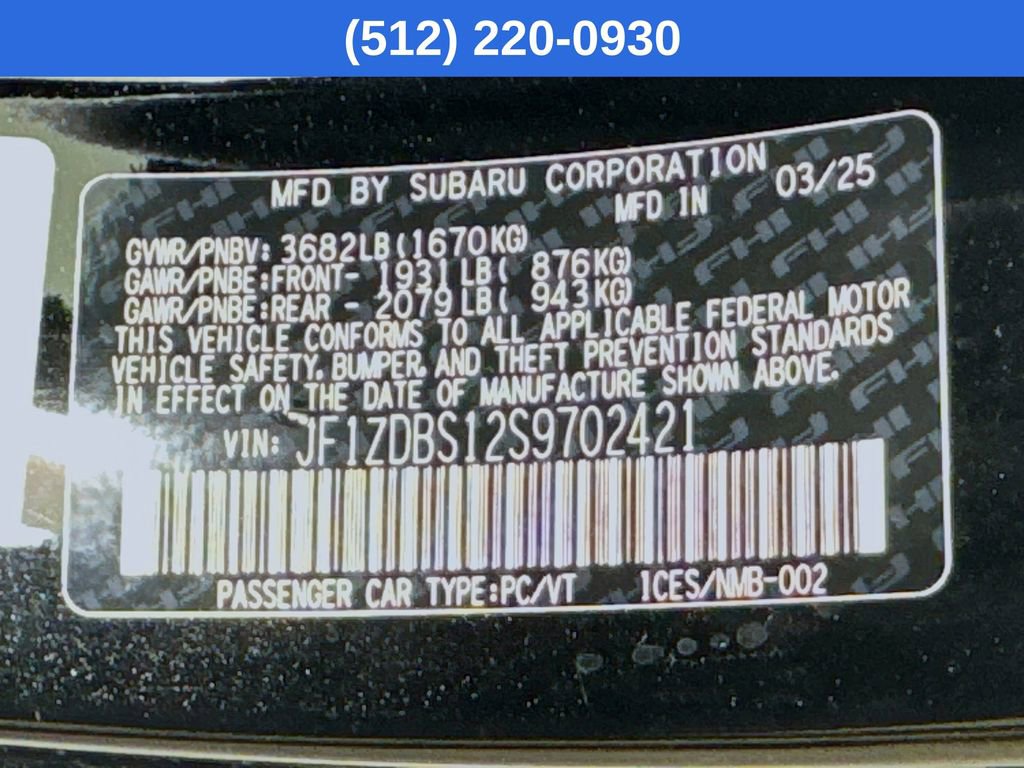 (512) 220-0930
MFD BY SUBARU CORPORATION
MFD IN 03/25
GVWR/PNBV: 3682LB(1670KG)
GAWR/PNBE:FRONT- 1931LB( 876KG)
GAWR/PNBE:REAR - 2079LB( 943KG)
THIS VEHICLE CONFORMS TO ALL APPLICABLE FEDERAL MOTOR
VEHICLE SAFETY, BUMPER, AND THEFT PREVENTION STANDARDS
IN EFFECT ON THE DATE OF MANUFACTURE SHOWN ABOVE.
VIN: JF1ZDBS12S9702421
PASSENGER CAR TYPE:PC/VT ICES/NMB-002